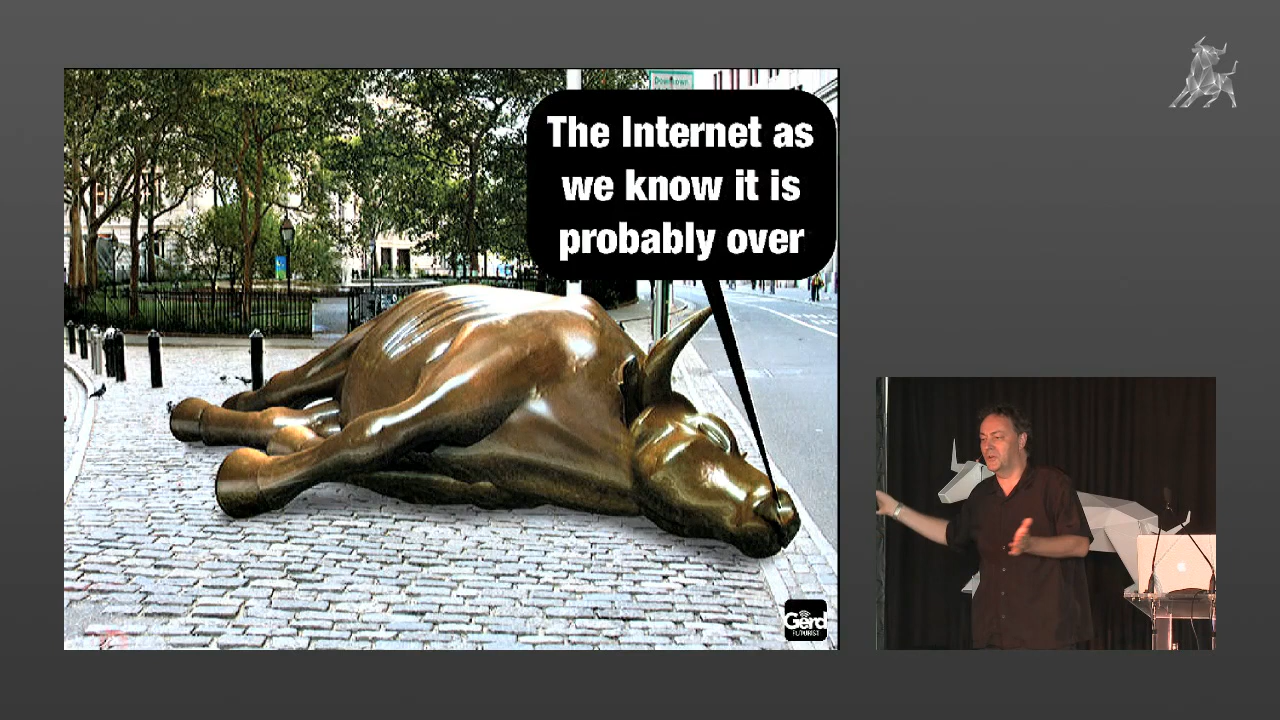 Downtown
The Internet as
we know it is
probably over
Gerd
FUTURIST